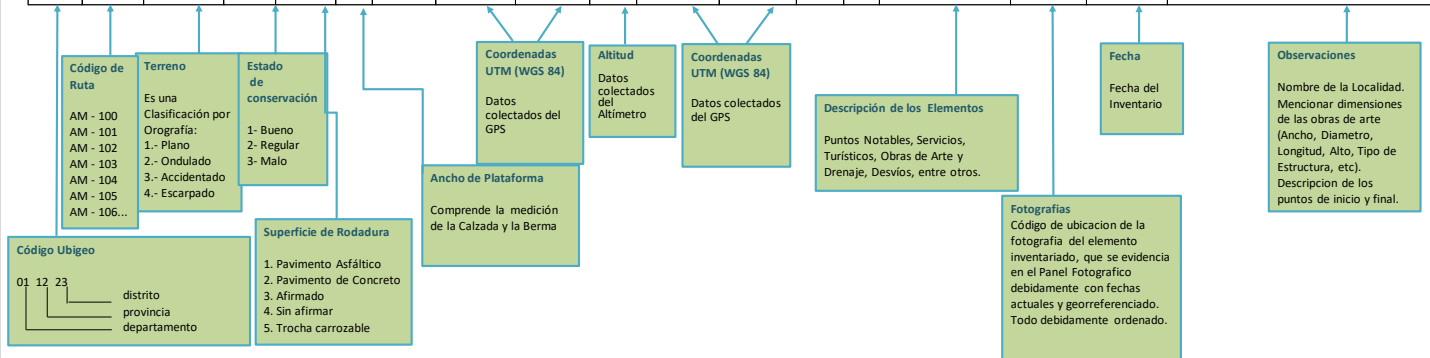 Código de
Ruta
AM - 100
AM - 101
AM - 102
AM - 103
AM - 104
AM - 105
AM - 106...
Terreno
Es una
Clasificación por
Orografía:
1.- Plano
2.- Ondulado
3.- Accidentado
4.- Escarpado
Estado
de
conservación
1- Bueno
2- Regular
3- Malo
Coordenadas
UTM (WGS 84)
Datos
colectados del
GPS
Altitud
Datos
colectados
del
Altímetro
Coordenadas
UTM (WGS 84)
Datos colectados
del GPS
Descripción de los Elementos
Puntos Notables, Servicios,
Turísticos, Obras de Arte y
Drenaje, Desvíos, entre otros.
Fecha
Fecha del
Inventario
Observaciones
Nombre de la Localidad.
Mencionar dimensiones
de las obras de arte
(Ancho, Diametro,
Longitud, Alto, Tipo de
Estructura, etc).
Descripcion de los
puntos de inicio y final.
Ancho de Plataforma
Comprende la medición
de la Calzada y la Berma
Fotografias
Código de ubicacion de la
fotografia del elemento
inventariado, que se evidencia
en el Panel Fotografico
debidamente con fechas
actuales y georreferenciado.
Todo debidamente ordenado.
Superficie de Rodadura
1. Pavimento Asfáltico
2. Pavimento de Concreto
3. Afirmado
4. Sin afirmar
5. Trocha carrozable
Código Ubigeo
01 12 23
distrito
provincia
departamento